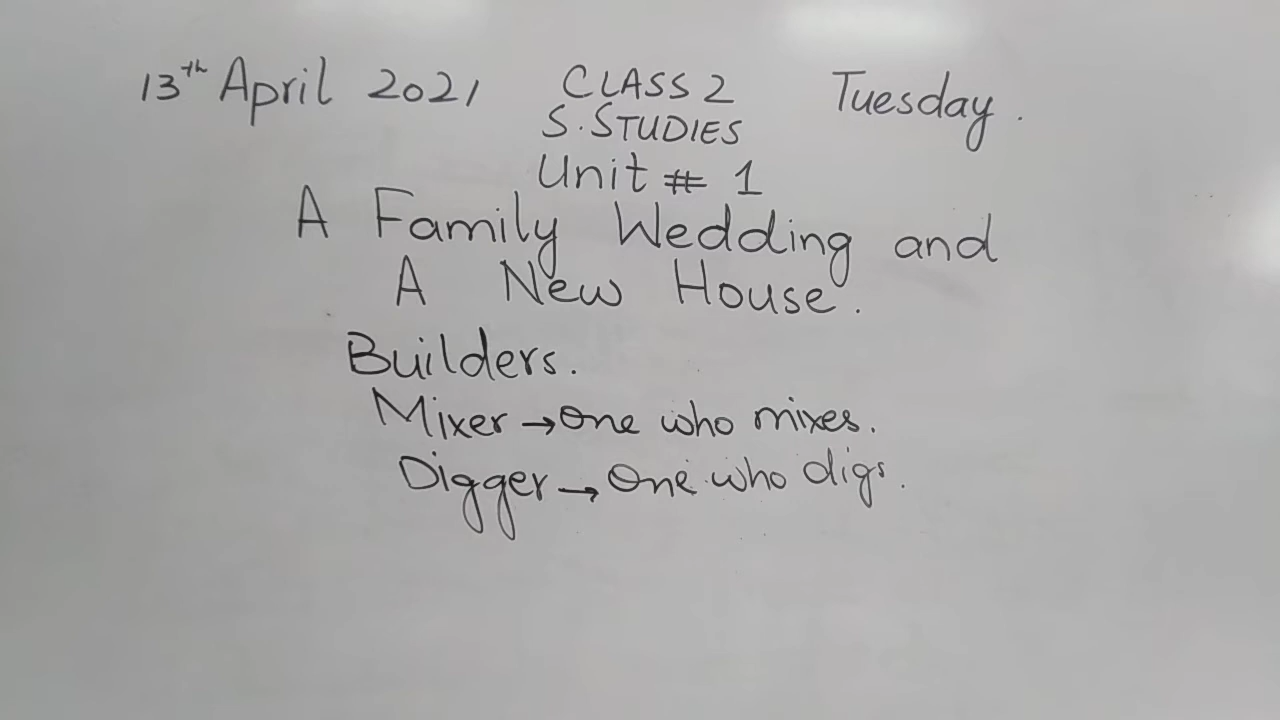 13th April 2021 CLASS 2 Tuesday.
S. STUDIES
Unit # 1
A Family Wedding and
A New House.
Builders.
Mixer → One who mixes.
Digger → One who digs.